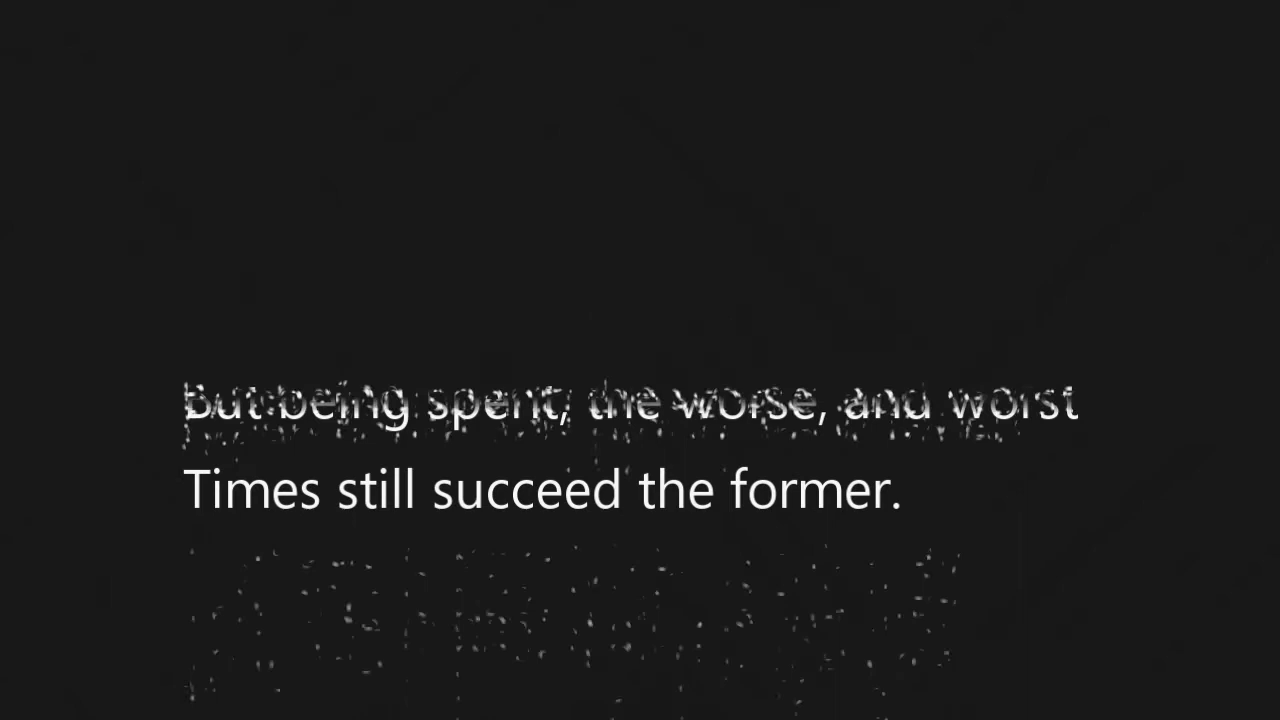 But being spent, the worse, and worst
Times still succeed the former.